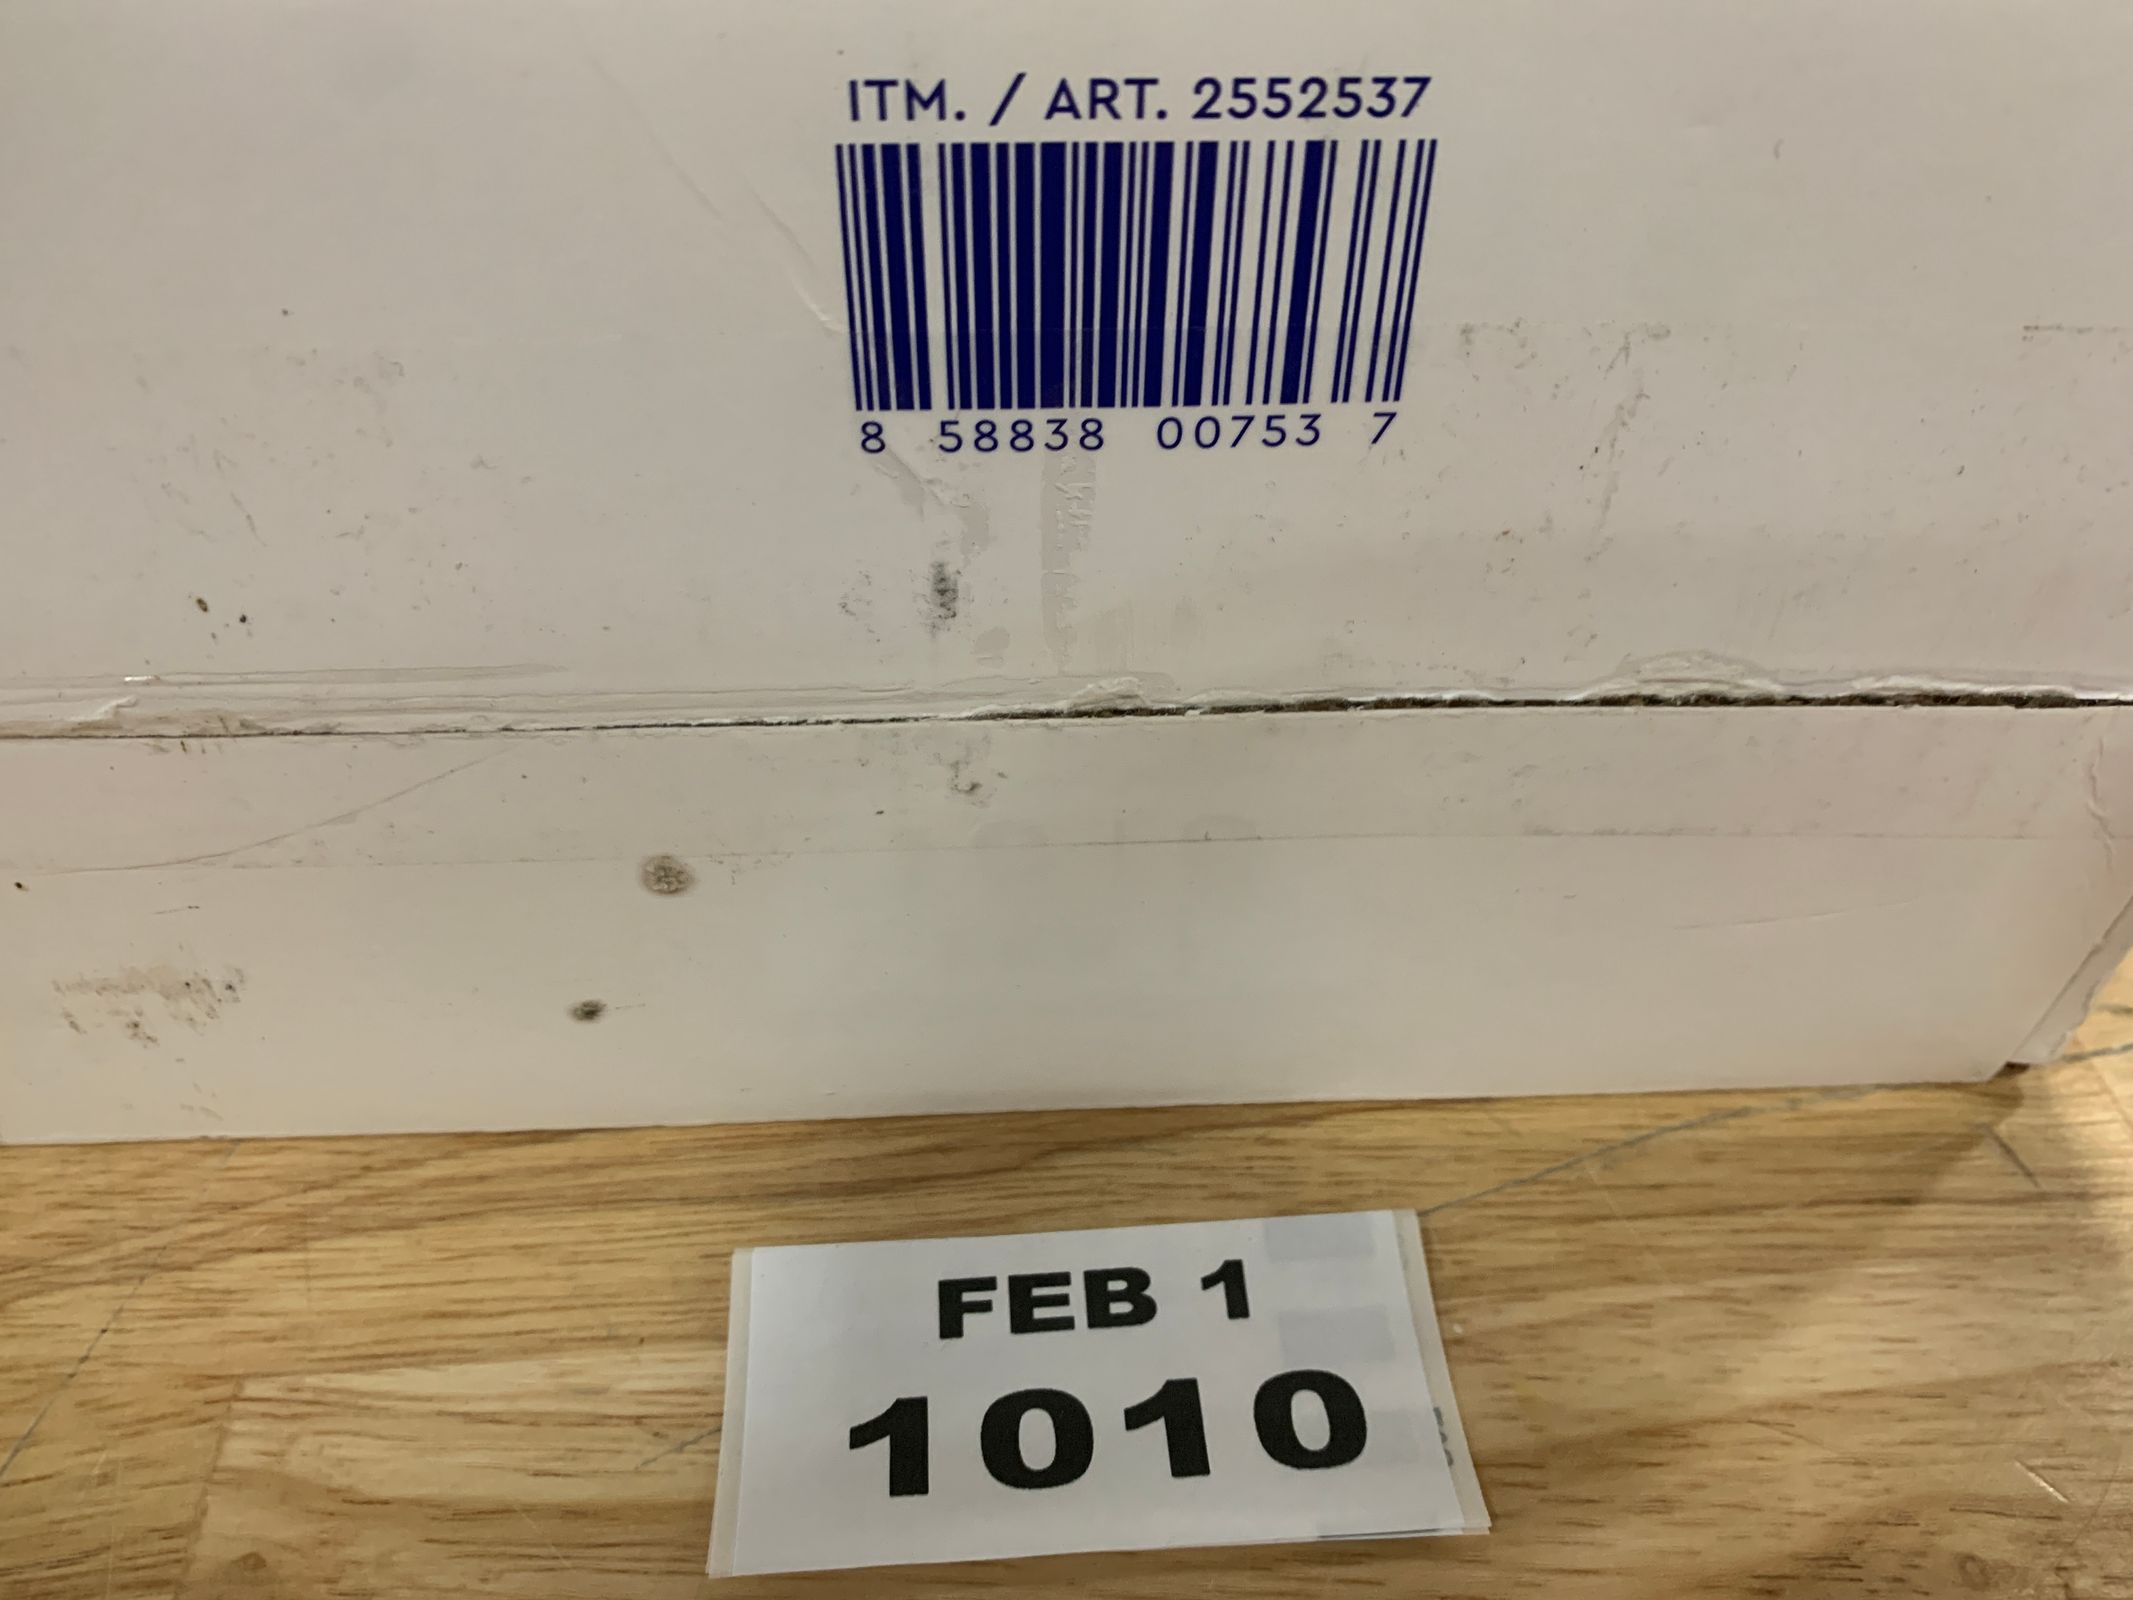 ITM. / ART. 2552537
8 58838 00753 7
FEB 1
1010